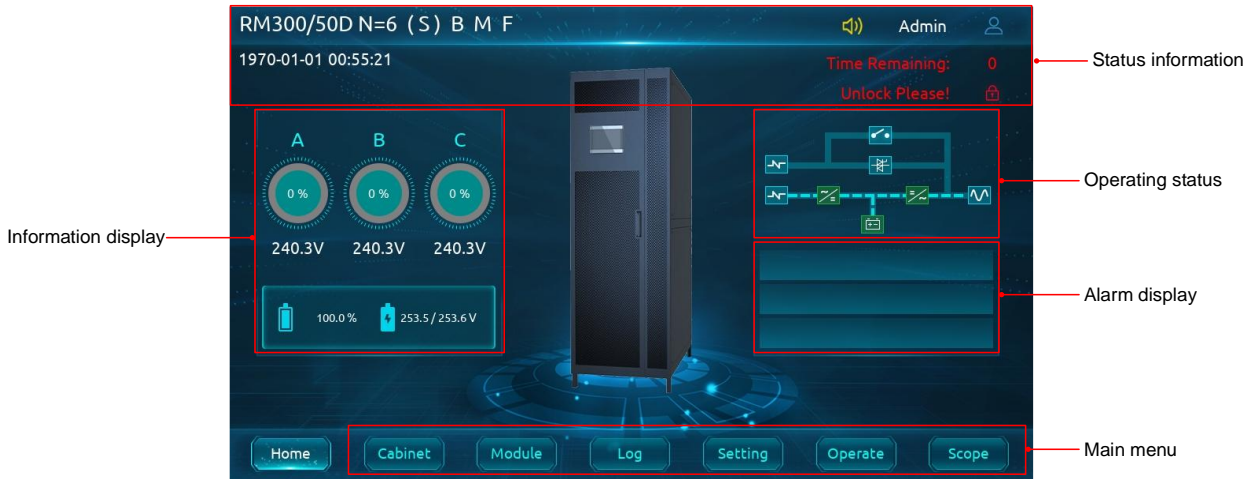 RM300/50D N=6 (S) B M F
Admin
1970-01-01 00:55:21
Time Remaining: 0
Unlock Please!
Status information
A B C
0 % 0 % 0 %
240.3V 240.3V 240.3V
100.0 % 253.5 / 253.6 V
Information display
Operating status
Alarm display
Home Cabinet Module Log Setting Operate Scope
Main menu